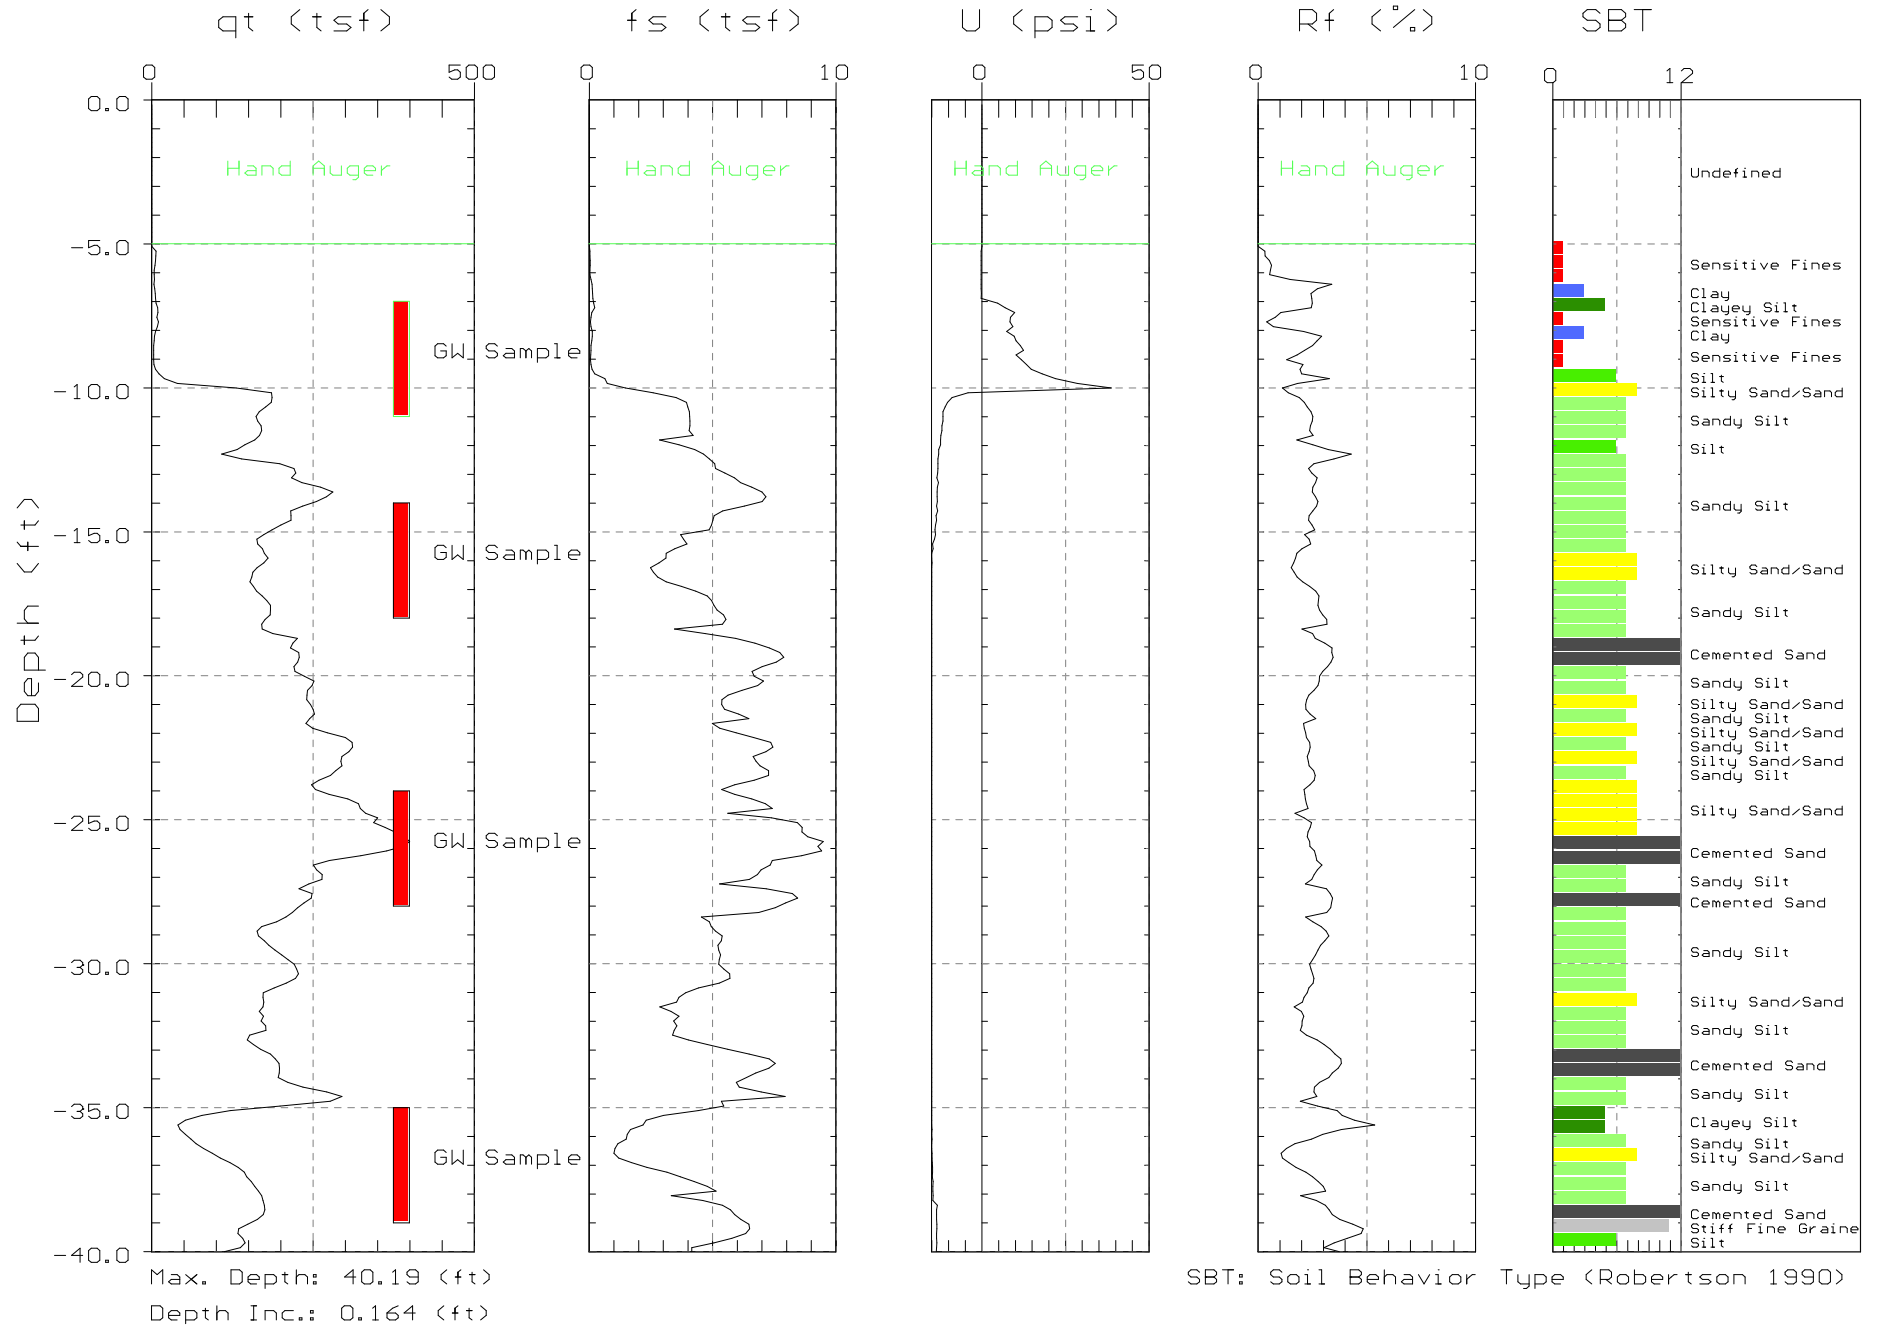 qt (tsf) fs (tsf) U (psi) Rf (%) SBT
0 500 0 10 0 50 0 10 0 12
0.0
Hand Auger Hand Auger Hand Auger Hand Auger
Undefined
-5.0
Sensitive Fines
Clay
Clayey Silt
Sensitive Fines
Clay
GW Sample
Sensitive Fines
Silt
-10.0
Silty Sand/Sand
Sandy Silt
Silt
Sandy Silt
-15.0
GW Sample
Silty Sand/Sand
Sandy Silt
Depth (ft)
Cemented Sand
-20.0
Sandy Silt
Silty Sand/Sand
Sandy Silt
Silty Sand/Sand
Sandy Silt
Silty Sand/Sand
Sandy Silt
Silty Sand/Sand
-25.0
GW Sample
Cemented Sand
Sandy Silt
Cemented Sand
Sandy Silt
-30.0
Silty Sand/Sand
Sandy Silt
Cemented Sand
Sandy Silt
-35.0
Clayey Silt
Sandy Silt
GW Sample
Silty Sand/Sand
Sandy Silt
Cemented Sand
Stiff Fine Graine
Silt
-40.0
Max. Depth: 40.19 (ft)
SBT: Soil Behavior Type (Robertson 1990)
Depth Inc.: 0.164 (ft)